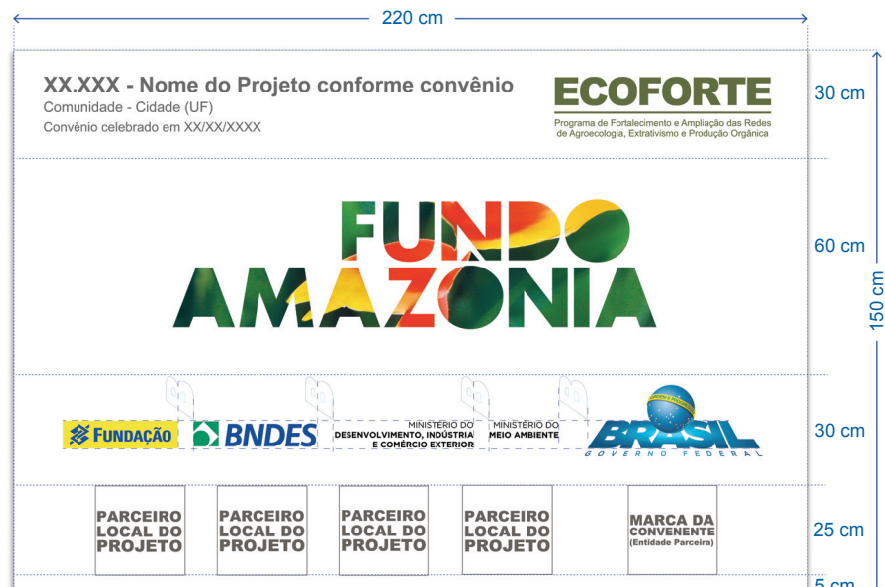 220 cm
XX.XXX - Nome do Projeto conforme convênio
Comunidade - Cidade (UF)
Convênio celebrado em XX/XX/XXXX
ECOFORTE
Programa de Fortalecimento e Ampliação das Redes
de Agroecologia, Extrativismo e Produção Orgânica
30 cm
FUNDO
AMAZÔNIA
60 cm
150 cm
FUNDAÇÃO
BNDES
MINISTÉRIO DO
DESENVOLVIMENTO, INDÚSTRIA
E COMÉRCIO EXTERIOR
MINISTÉRIO DO
MEIO AMBIENTE
ORDEM E PROGRESSO
BRASIL
GOVERNO FEDERAL
30 cm
PARCEIRO
LOCAL DO
PROJETO
PARCEIRO
LOCAL DO
PROJETO
PARCEIRO
LOCAL DO
PROJETO
PARCEIRO
LOCAL DO
PROJETO
MARCA DA
CONVENENTE
(Entidade Parceira)
25 cm
5 cm